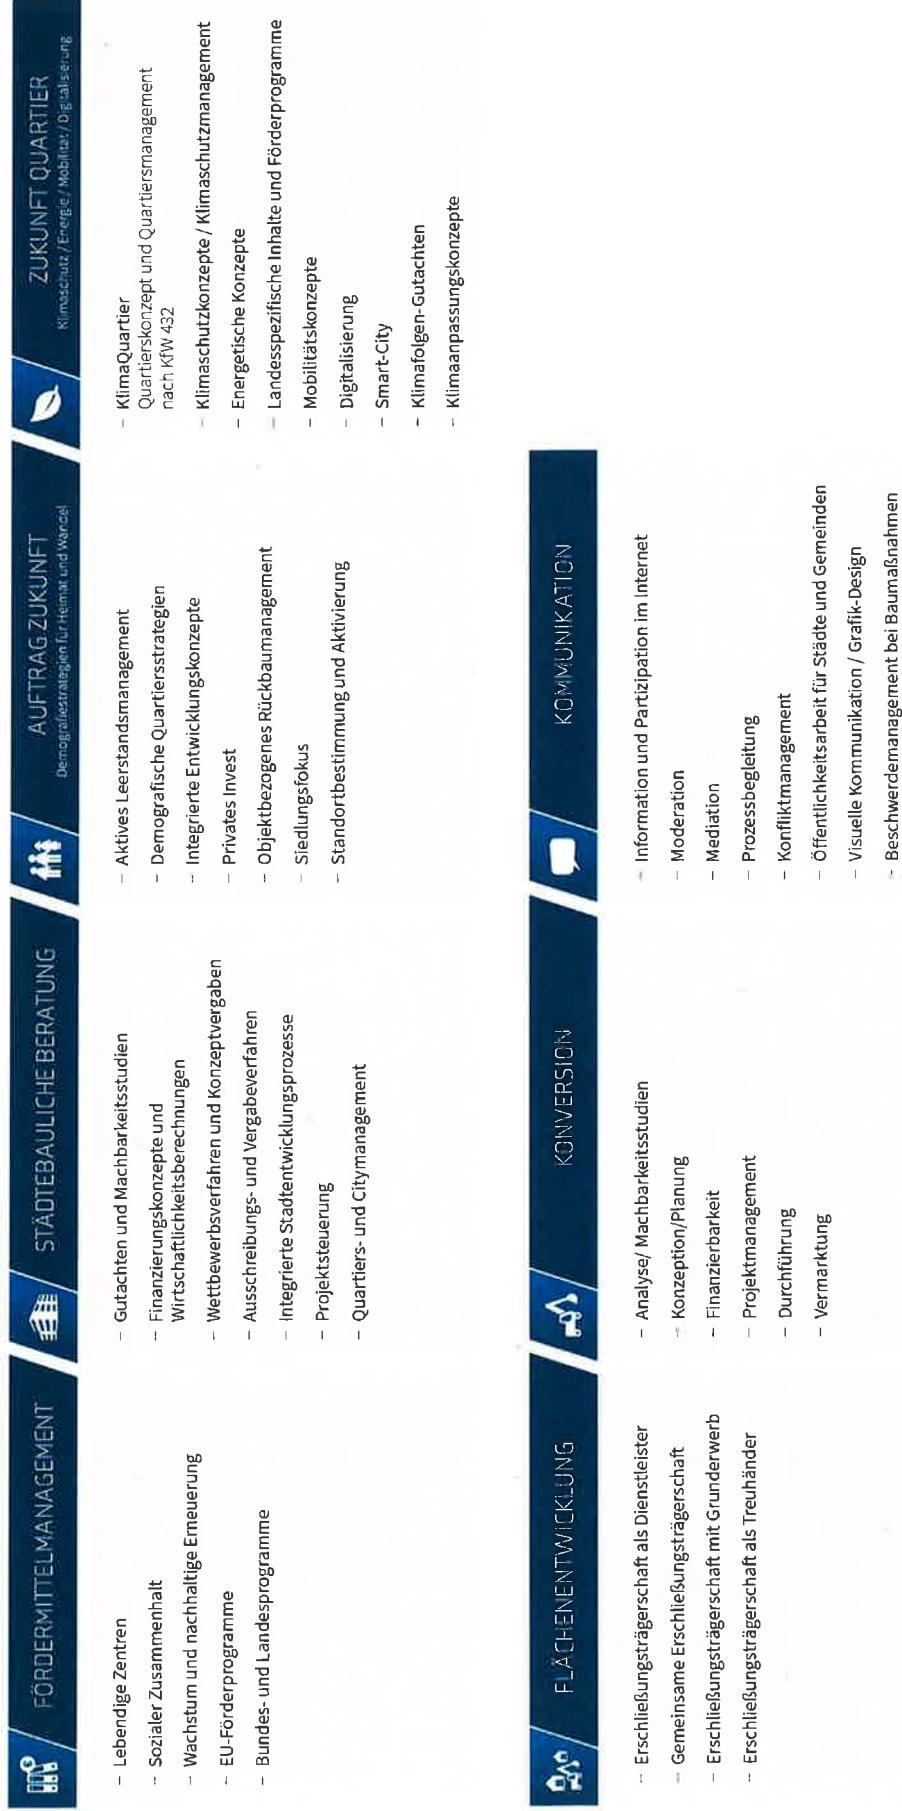 FÖRDERMITTELMANAGEMENT
– Lebendige Zentren
– Sozialer Zusammenhalt
– Wachstum und nachhaltige Erneuerung
– EU-Förderprogramme
– Bundes- und Landesprogramme
STÄDTEBAULICHE BERATUNG
– Gutachten und Machbarkeitsstudien
– Finanzierungskonzepte und
Wirtschaftlichkeitsberechnungen
– Wettbewerbsverfahren und Konzeptvergaben
– Ausschreibungs- und Vergabeverfahren
– Integrierte Stadtentwicklungsprozesse
– Projektsteuerung
– Quartiers- und Citymanagement
AUFTRAG ZUKUNFT
Demografiestrategien für Heimat und Wandel
– Aktives Leerstandsmanagement
– Demografische Quartiersstrategien
– Integrierte Entwicklungskonzepte
– Privates Invest
– Objektbezogenes Rückbaumanagement
– Siedlungsfokus
– Standortbestimmung und Aktivierung
ZUKUNFT QUARTIER
Klimaschutz / Energie / Mobilität / Digitalisierung
– KlimaQuartier
Quartierskonzept und Quartiersmanagement
nach KfW 432
– Klimaschutzkonzepte / Klimaschutzmanagement
– Energetische Konzepte
– Landesspezifische Inhalte und Förderprogramme
– Mobilitätskonzepte
– Digitalisierung
– Smart-City
– Klimafolgen-Gutachten
– Klimaanpassungskonzepte
FLÄCHENENTWICKLUNG
– Erschließungsträgerschaft als Dienstleister
– Gemeinsame Erschließungsträgerschaft
– Erschließungsträgerschaft mit Grunderwerb
– Erschließungsträgerschaft als Treuhänder
KONVERSION
– Analyse/ Machbarkeitsstudien
– Konzeption/Planung
– Finanzierbarkeit
– Projektmanagement
– Durchführung
– Vermarktung
KOMMUNIKATION
– Information und Partizipation im Internet
– Moderation
– Mediation
– Prozessbegleitung
– Konfliktmanagement
– Öffentlichkeitsarbeit für Städte und Gemeinden
– Visuelle Kommunikation / Grafik-Design
– Beschwerdemanagement bei Baumaßnahmen